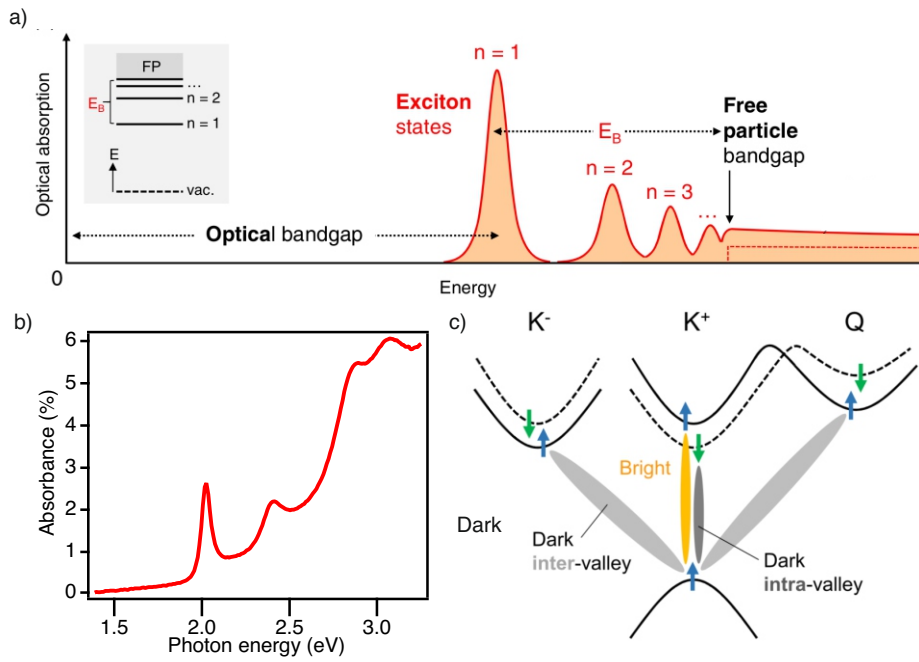 a)
Optical absorption
FP
...
n = 2
E_B
n = 1
E
vac.
n = 1
Exciton
states
E_B
Free
particle
bandgap
n = 2
n = 3
...
Optical bandgap
0
Energy
b)
Absorbance (%)
6
5
4
3
2
1
0
1.5
2.0
2.5
3.0
Photon energy (eV)
c)
K⁻
K⁺
Q
Bright
Dark
Dark
inter-valley
Dark
intra-valley